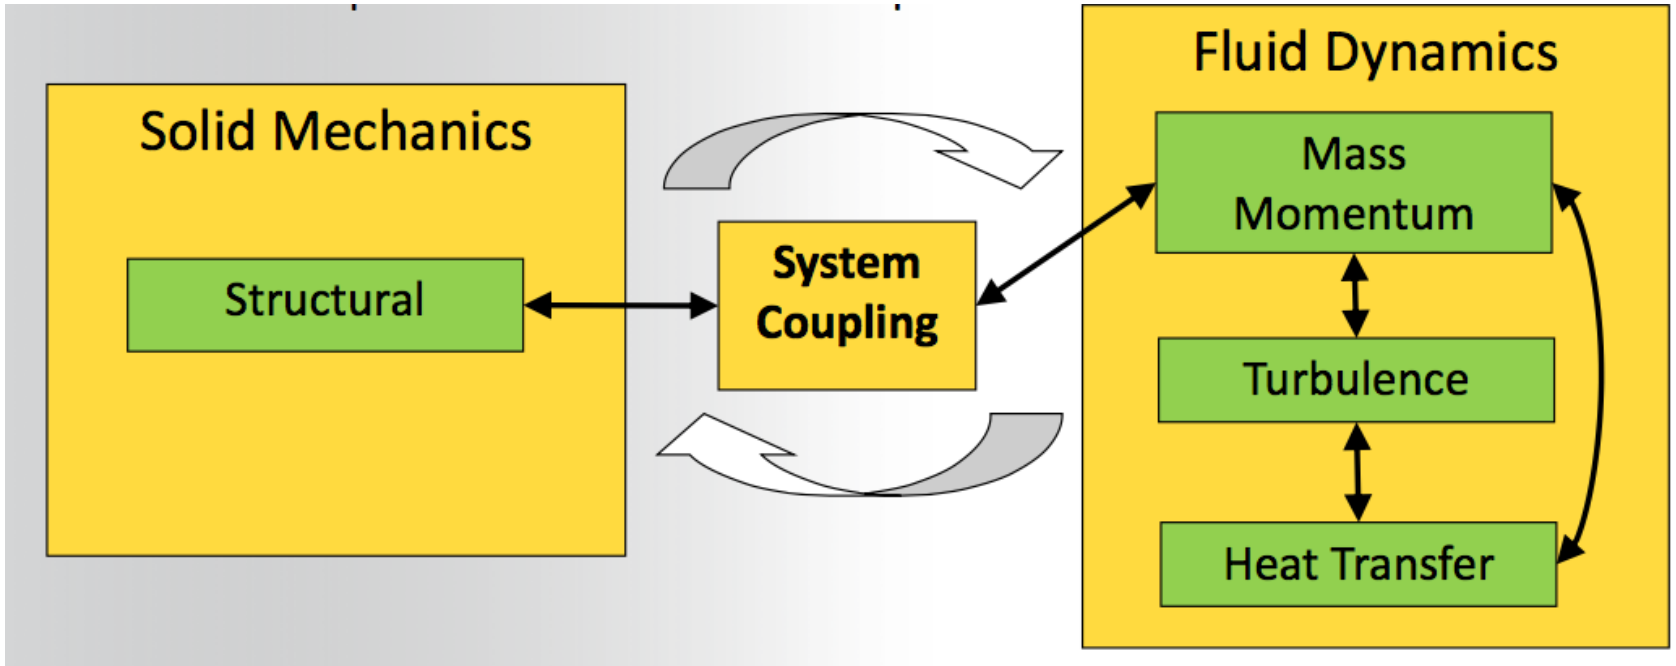 Solid Mechanics
Structural
System
Coupling
Fluid Dynamics
Mass
Momentum
Turbulence
Heat Transfer